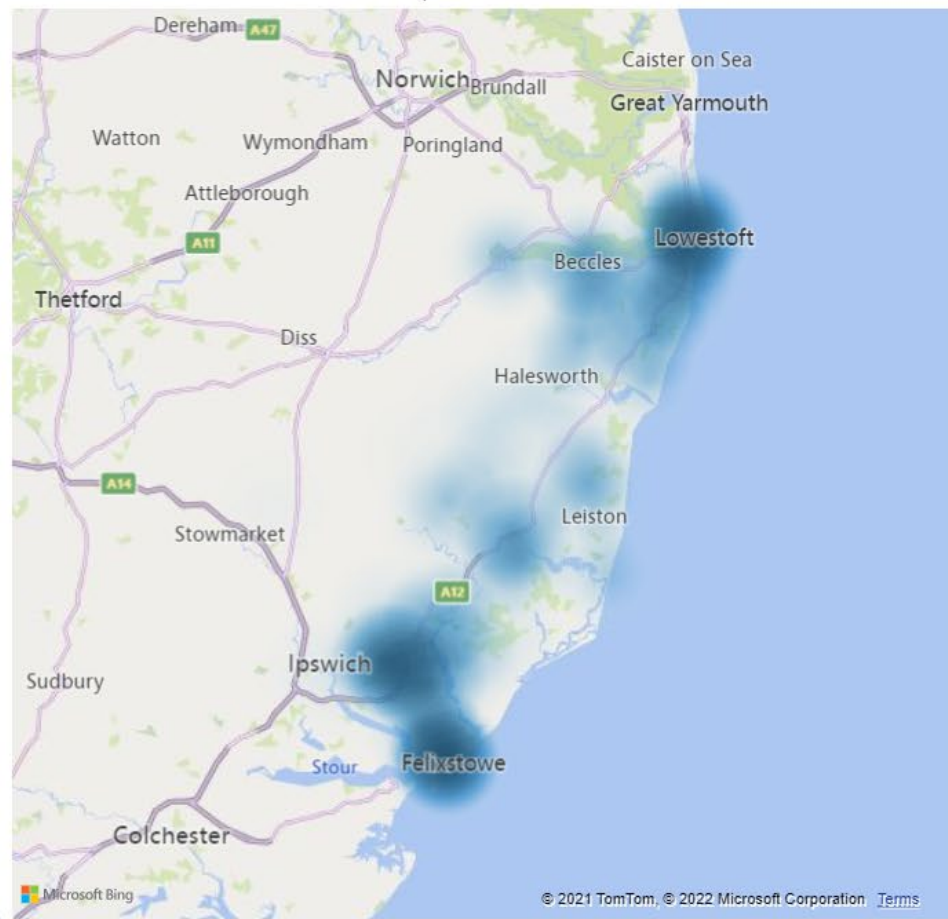 Dereham
A47
Caister on Sea
Norwich
Brundall
Great Yarmouth
Watton
Wymondham
Poringland
Attleborough
A11
Lowestoft
Beccles
Thetford
Diss
Halesworth
A14
Leiston
Stowmarket
A12
Ipswich
Sudbury
Felixstowe
Stour
Colchester
Microsoft Bing
© 2021 TomTom, © 2022 Microsoft Corporation Terms